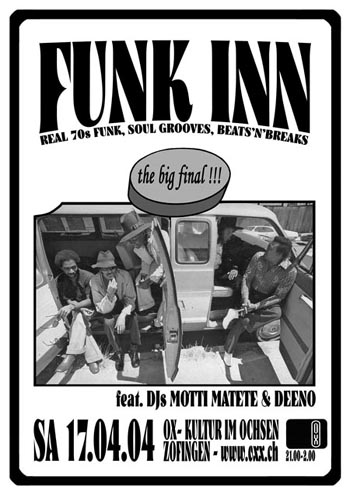 FUNK INN
REAL 70s FUNK, SOUL GROOVES, BEATS'N'BREAKS
the big final !!!
feat. DJs MOTTI MATETE & DEENO
SA 17.04.04
OX- KULTUR IM OCHSEN
ZOFINGEN - www.oxx.ch
OX
21.00-2.00